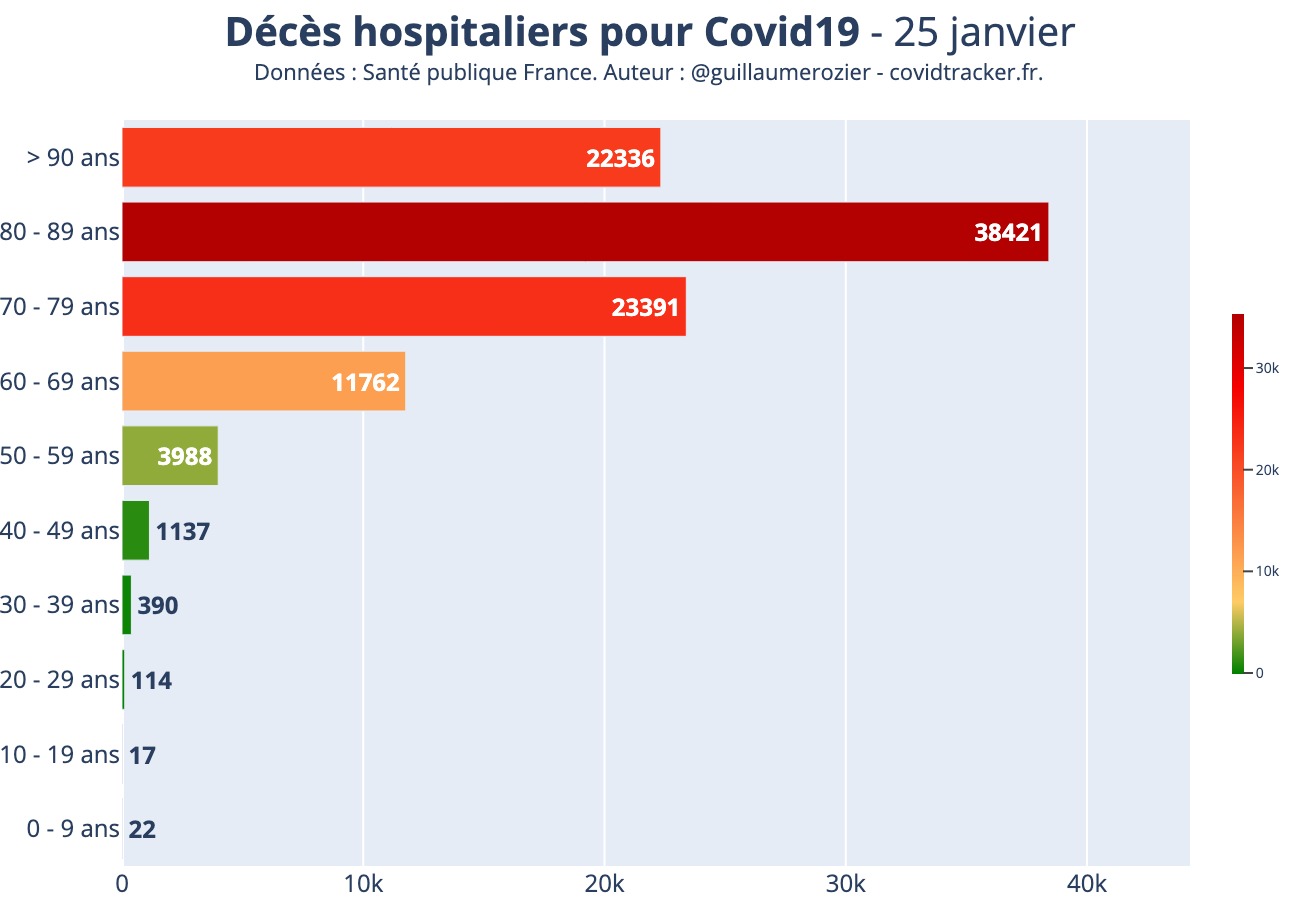 Décès hospitaliers pour Covid19 - 25 janvier
Données : Santé publique France. Auteur : @guillaumerozier - covidtracker.fr.
> 90 ans 22336
80 - 89 ans 38421
70 - 79 ans 23391
60 - 69 ans 11762
50 - 59 ans 3988
40 - 49 ans 1137
30 - 39 ans 390
20 - 29 ans 114
10 - 19 ans 17
0 - 9 ans 22
0 10k 20k 30k 40k
30k
20k
10k
0